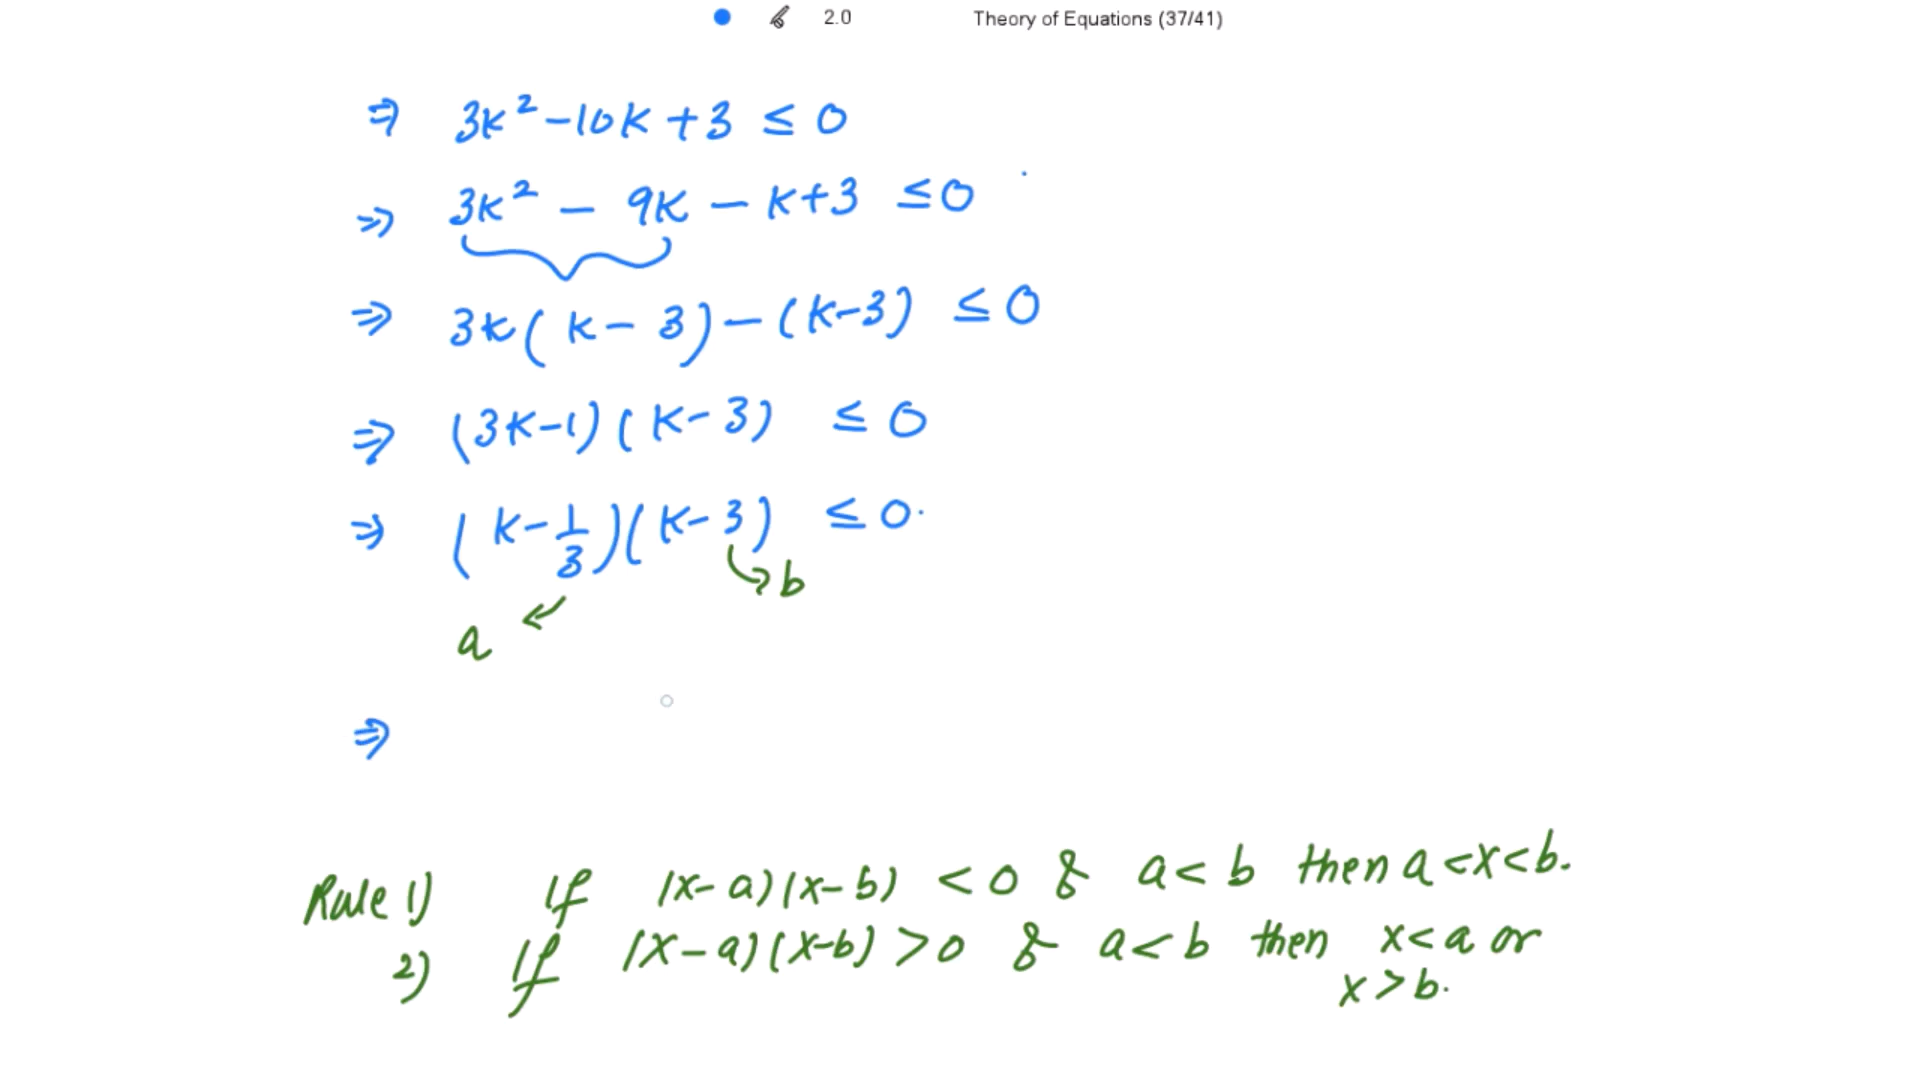 2.0 Theory of Equations (37/41)
⇒ 3k² - 10k + 3 ≤ 0
⇒ 3k² - 9k - k + 3 ≤ 0
⇒ 3k(k - 3) - (k - 3) ≤ 0
⇒ (3k - 1)(k - 3) ≤ 0
⇒ (k - 1/3)(k - 3) ≤ 0.
b
a
⇒
Rule 1) If (x - a)(x - b) < 0 & a < b then a < x < b.
2) If (x - a)(x - b) > 0 & a < b then x < a or
x > b.